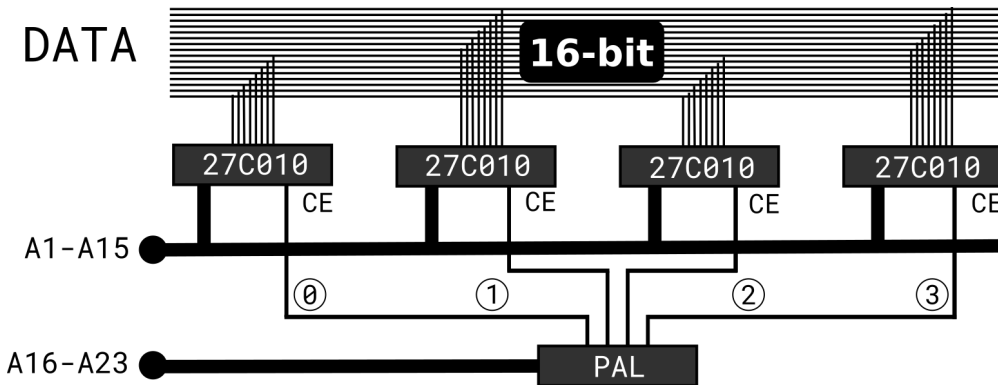 DATA
16-bit
27C010 27C010 27C010 27C010
CE CE CE CE
A1-A15
⓪ ① ② ③
A16-A23
PAL